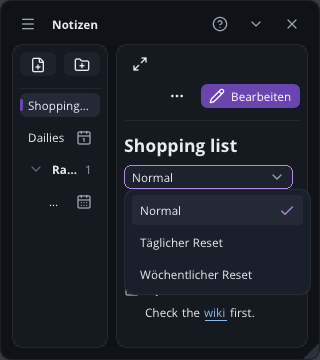 Notizen
Shopping...
Dailies
Ra... 1
...
Bearbeiten
Shopping list
Normal
Normal
Täglicher Reset
Wöchentlicher Reset
Check the wiki first.